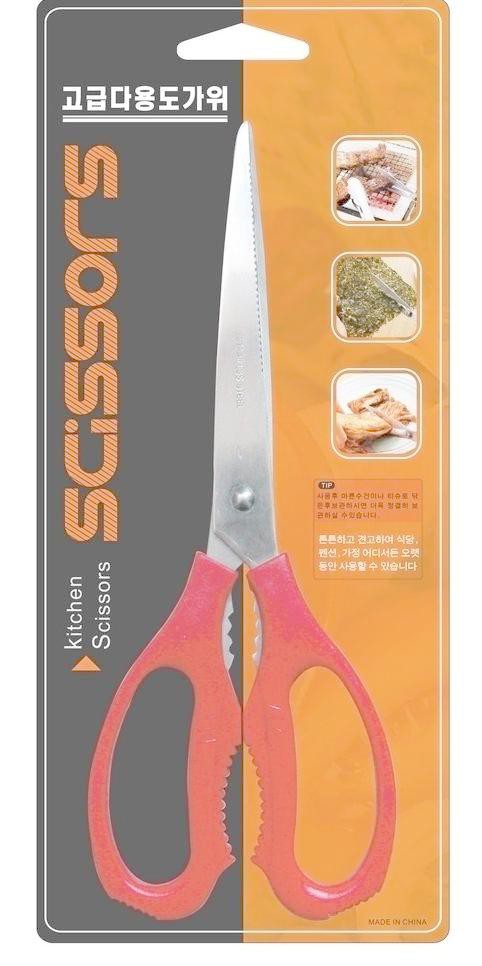 고급다용도가위
scissors
kitchen
Scissors
TIP
사용후 마른수건이나 티슈로 닦
은후보관하시면 더욱 청결히 보
관하실 수있습니다.
튼튼하고 견고하여 식당,
펜션, 가정 어디서든 오랫
동안 사용할 수 있습니다
MADE IN CHINA